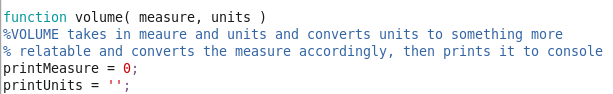 function volume( measure, units )
%VOLUME takes in meaure and units and converts units to something more
% relatable and converts the measure accordingly, then prints it to console
printMeasure = 0;
printUnits = '';